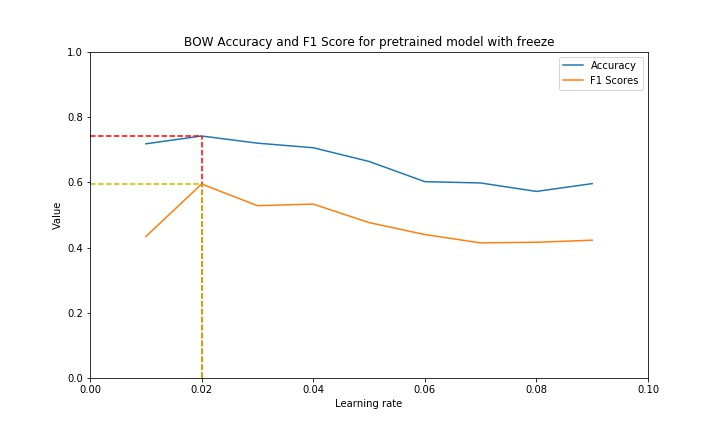 BOW Accuracy and F1 Score for pretrained model with freeze
Accuracy
F1 Scores
1.0
0.8
0.6
0.4
0.2
0.0
Value
0.00 0.02 0.04 0.06 0.08 0.10
Learning rate